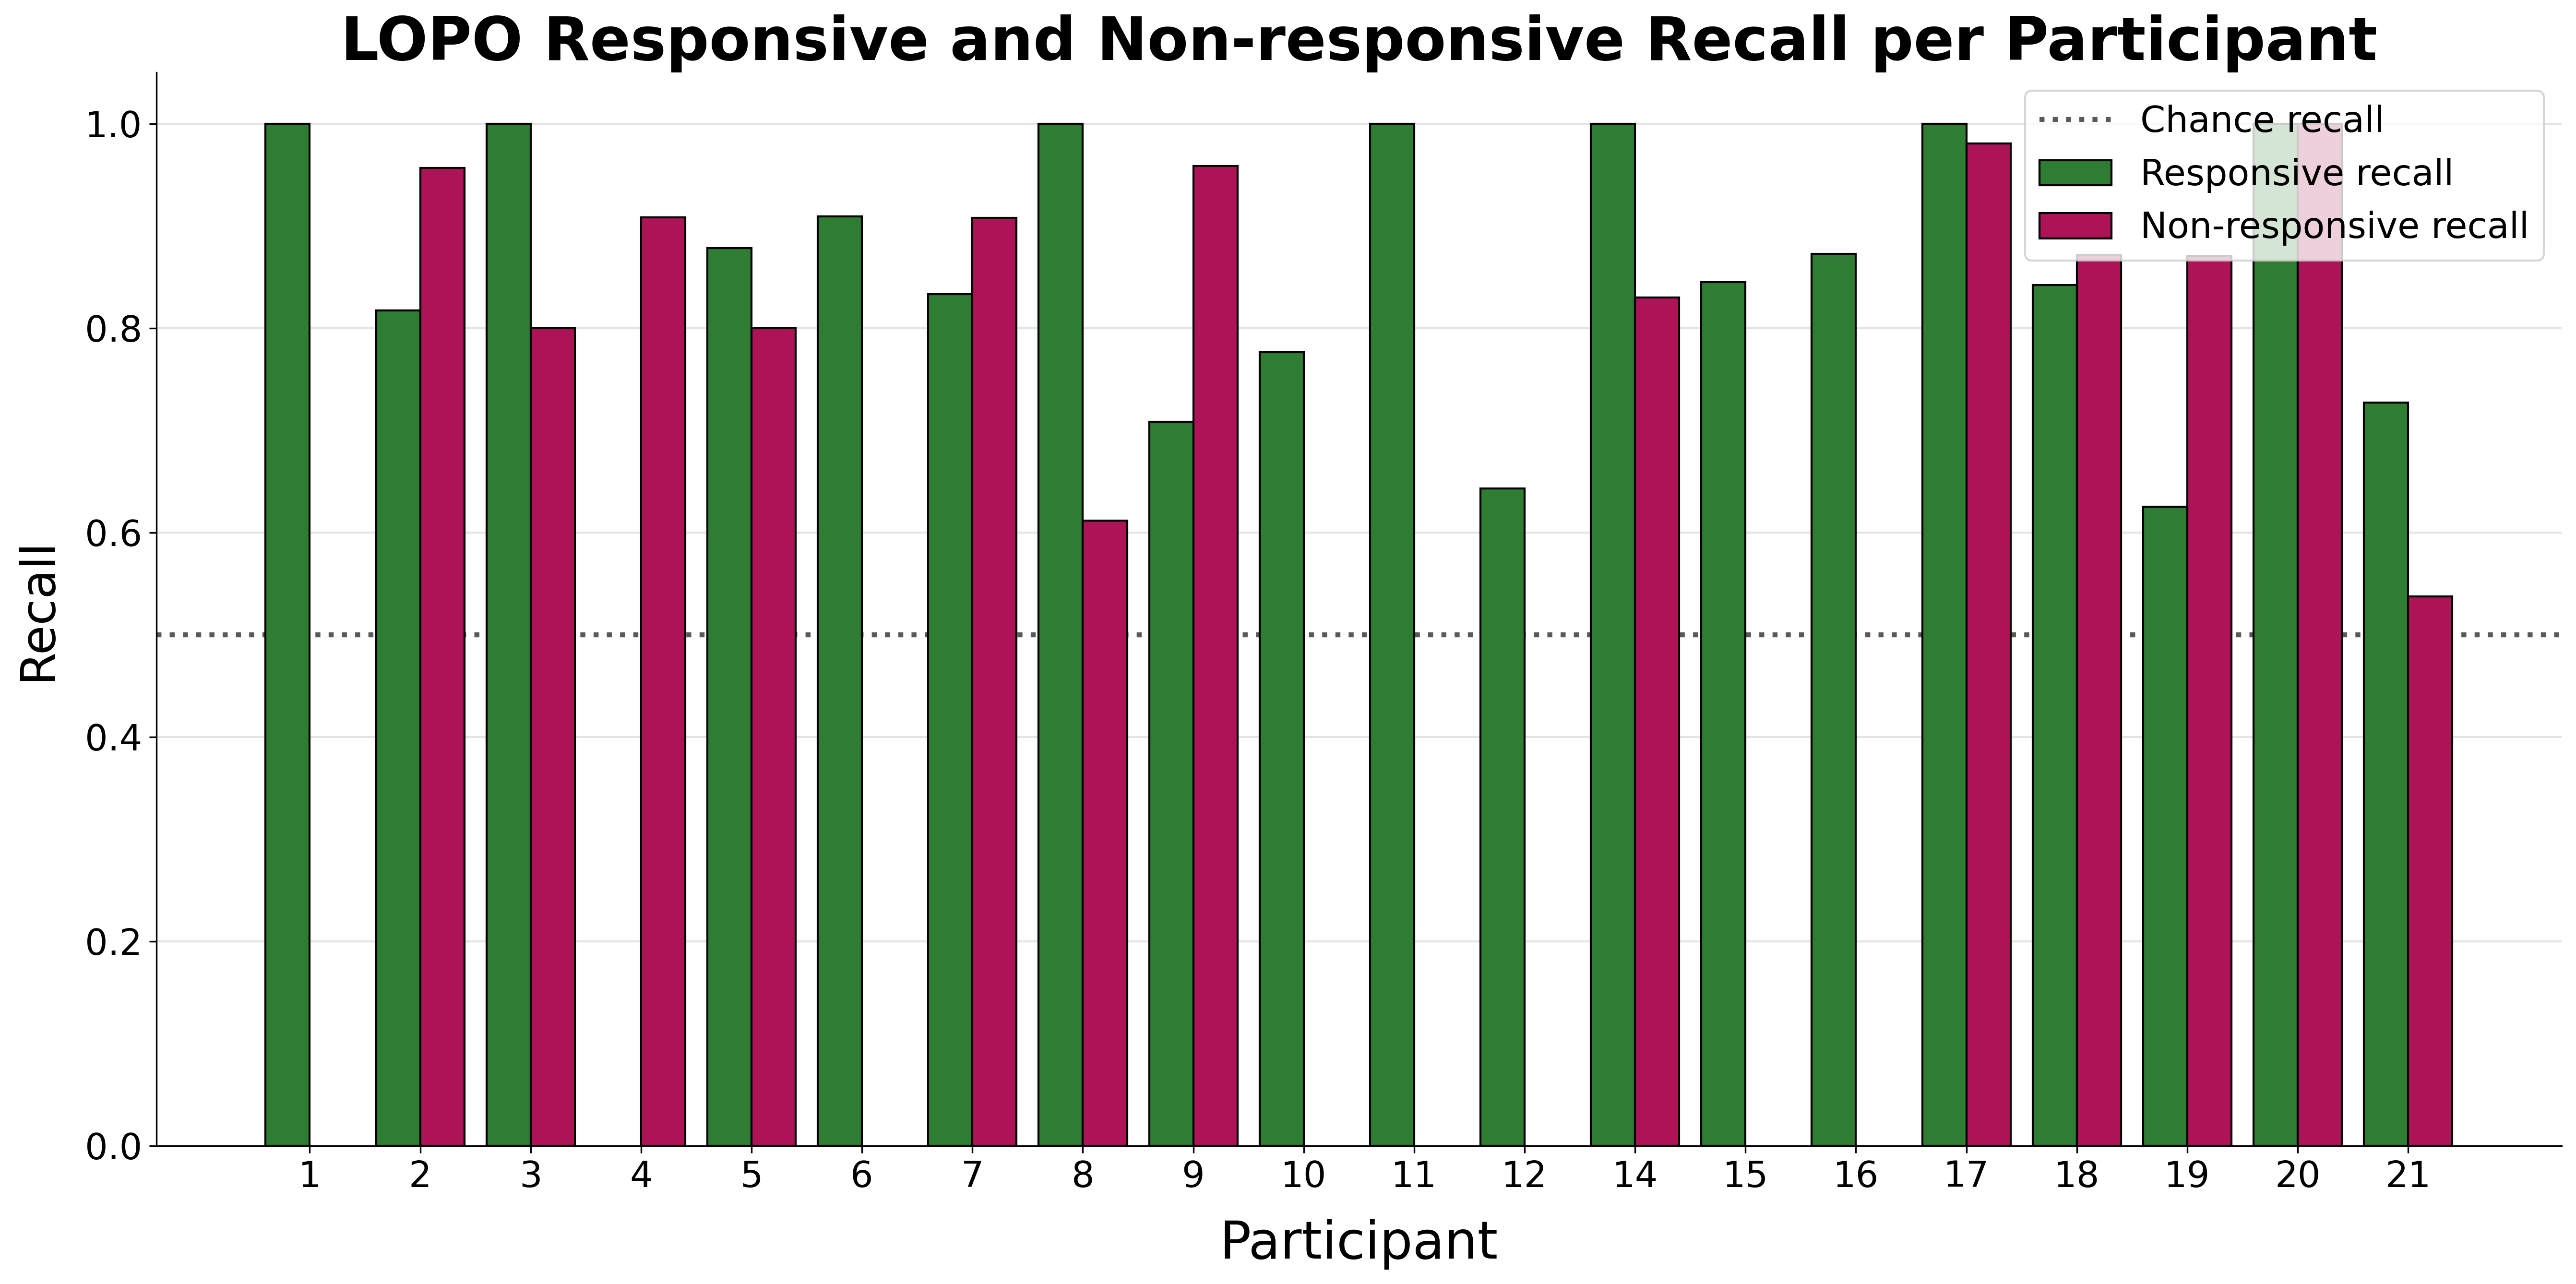 LOPO Responsive and Non-responsive Recall per Participant
Chance recall
Responsive recall
Non-responsive recall
1.0
0.8
0.6
0.4
0.2
0.0
Recall
1 2 3 4 5 6 7 8 9 10 11 12 14 15 16 17 18 19 20 21
Participant